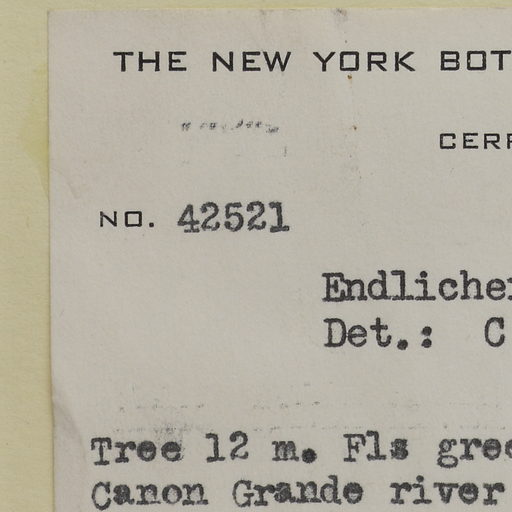 THE NEW YORK BOT
CERR
NO. 42521
Endlicher
Det.: C
Tree 12 m. Fls gree
Canon Grande river